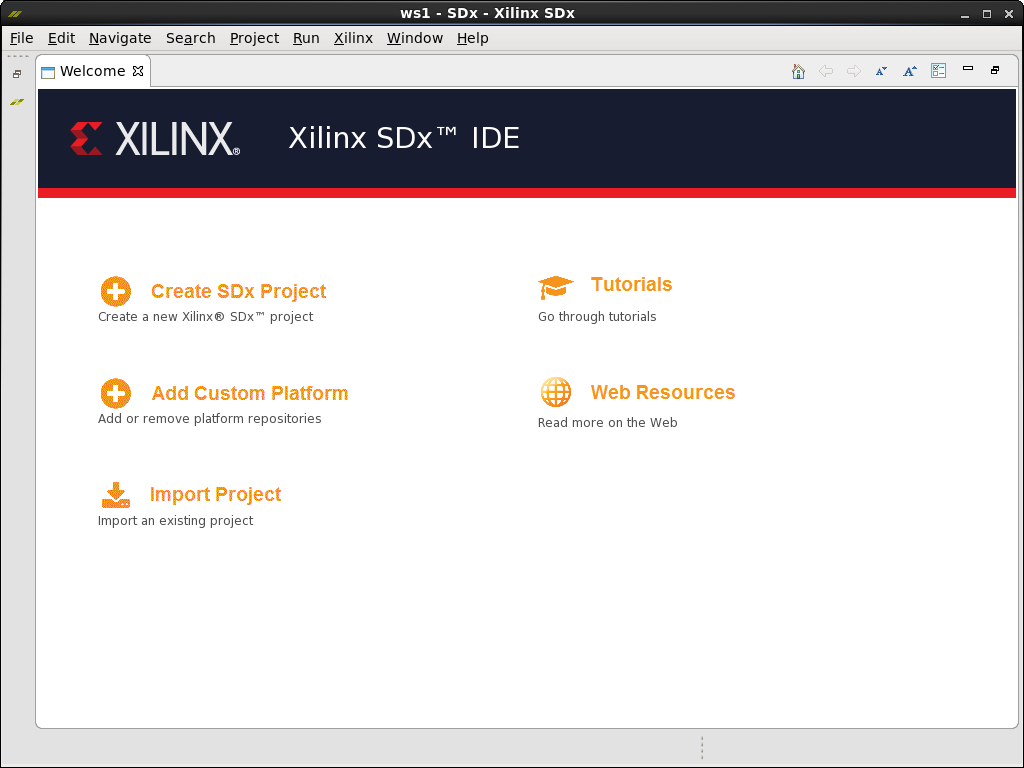 ws1 - SDx - Xilinx SDx
File Edit Navigate Search Project Run Xilinx Window Help
Welcome
XILINX® Xilinx SDx™ IDE
Create SDx Project
Create a new Xilinx® SDx™ project
Tutorials
Go through tutorials
Add Custom Platform
Add or remove platform repositories
Web Resources
Read more on the Web
Import Project
Import an existing project